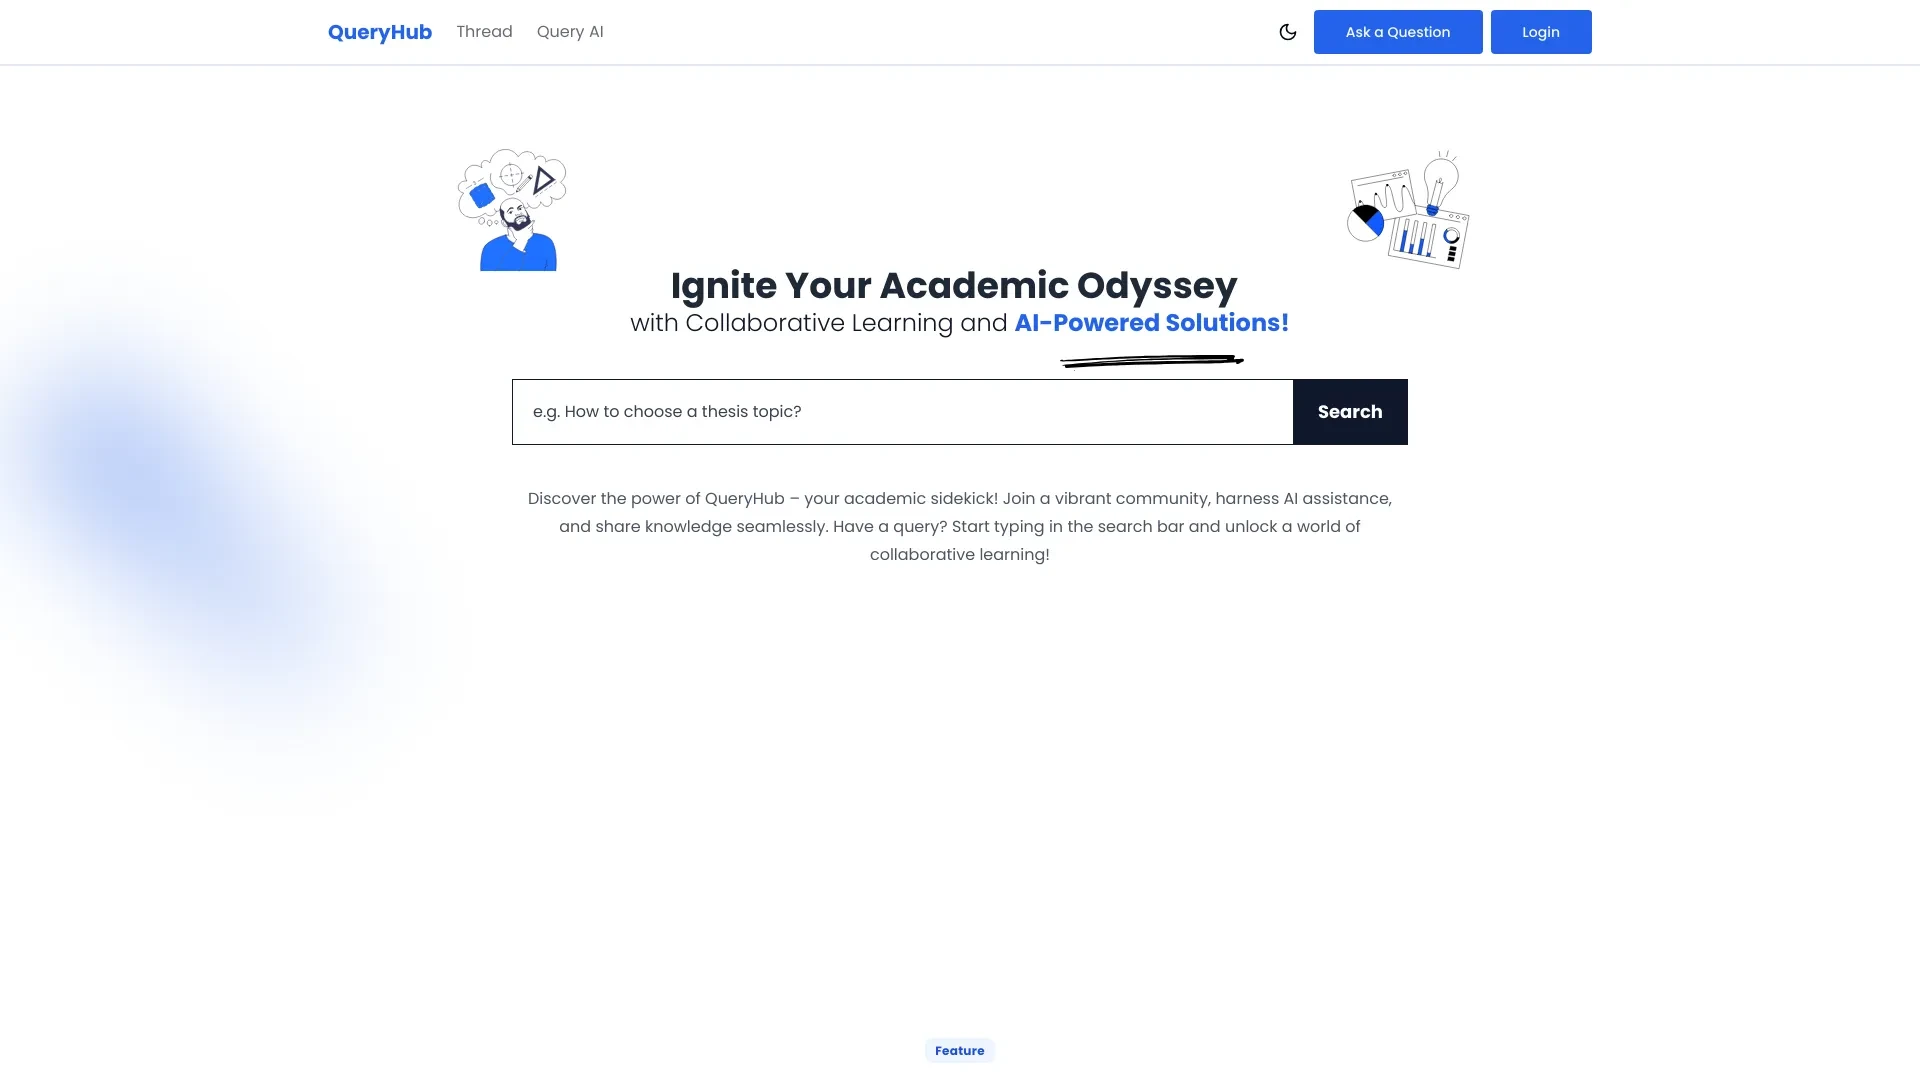 QueryHub
Thread
Query AI
Ask a Question
Login
Ignite Your Academic Odyssey
with Collaborative Learning and AI-Powered Solutions!
e.g. How to choose a thesis topic?
Search
Discover the power of QueryHub – your academic sidekick! Join a vibrant community, harness AI assistance,
and share knowledge seamlessly. Have a query? Start typing in the search bar and unlock a world of
collaborative learning!
Feature